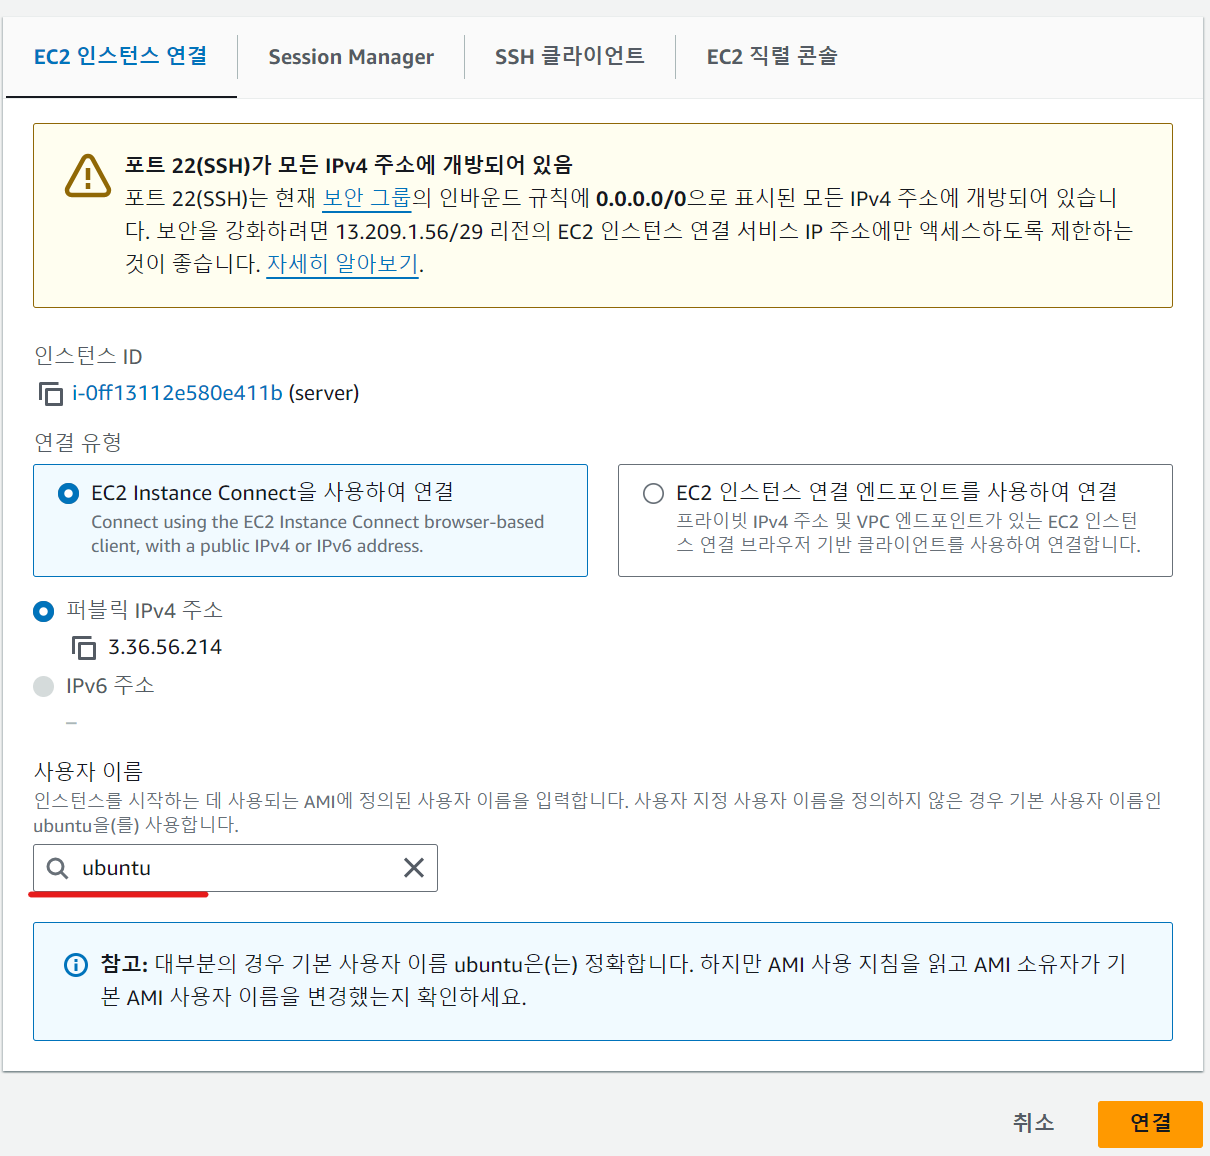 EC2 인스턴스 연결
Session Manager
SSH 클라이언트
EC2 직렬 콘솔
포트 22(SSH)가 모든 IPv4 주소에 개방되어 있음
포트 22(SSH)는 현재 보안 그룹의 인바운드 규칙에 0.0.0.0/0으로 표시된 모든 IPv4 주소에 개방되어 있습니
다. 보안을 강화하려면 13.209.1.56/29 리전의 EC2 인스턴스 연결 서비스 IP 주소에만 액세스하도록 제한하는
것이 좋습니다. 자세히 알아보기.
인스턴스 ID
i-0ff13112e580e411b (server)
연결 유형
EC2 Instance Connect을 사용하여 연결
Connect using the EC2 Instance Connect browser-based
client, with a public IPv4 or IPv6 address.
EC2 인스턴스 연결 엔드포인트를 사용하여 연결
프라이빗 IPv4 주소 및 VPC 엔드포인트가 있는 EC2 인스턴
스 연결 브라우저 기반 클라이언트를 사용하여 연결합니다.
퍼블릭 IPv4 주소
3.36.56.214
IPv6 주소
–
사용자 이름
인스턴스를 시작하는 데 사용되는 AMI에 정의된 사용자 이름을 입력합니다. 사용자 지정 사용자 이름을 정의하지 않은 경우 기본 사용자 이름인
ubuntu을(를) 사용합니다.
ubuntu
참고: 대부분의 경우 기본 사용자 이름 ubuntu은(는) 정확합니다. 하지만 AMI 사용 지침을 읽고 AMI 소유자가 기
본 AMI 사용자 이름을 변경했는지 확인하세요.
취소
연결